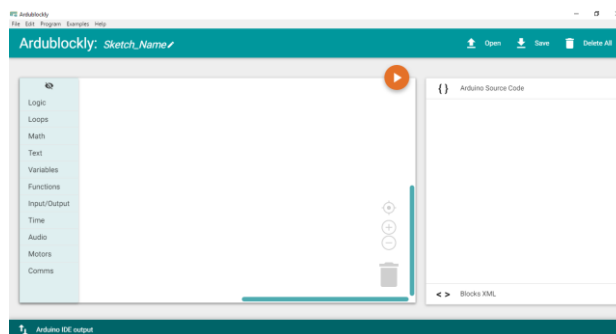 Ardublockly
File Edit Program Examples Help
Ardublockly: Sketch_Name
Open Save Delete All
{ } Arduino Source Code
Logic
Loops
Math
Text
Variables
Functions
Input/Output
Time
Audio
Motors
Comms
< > Blocks XML
Arduino IDE output